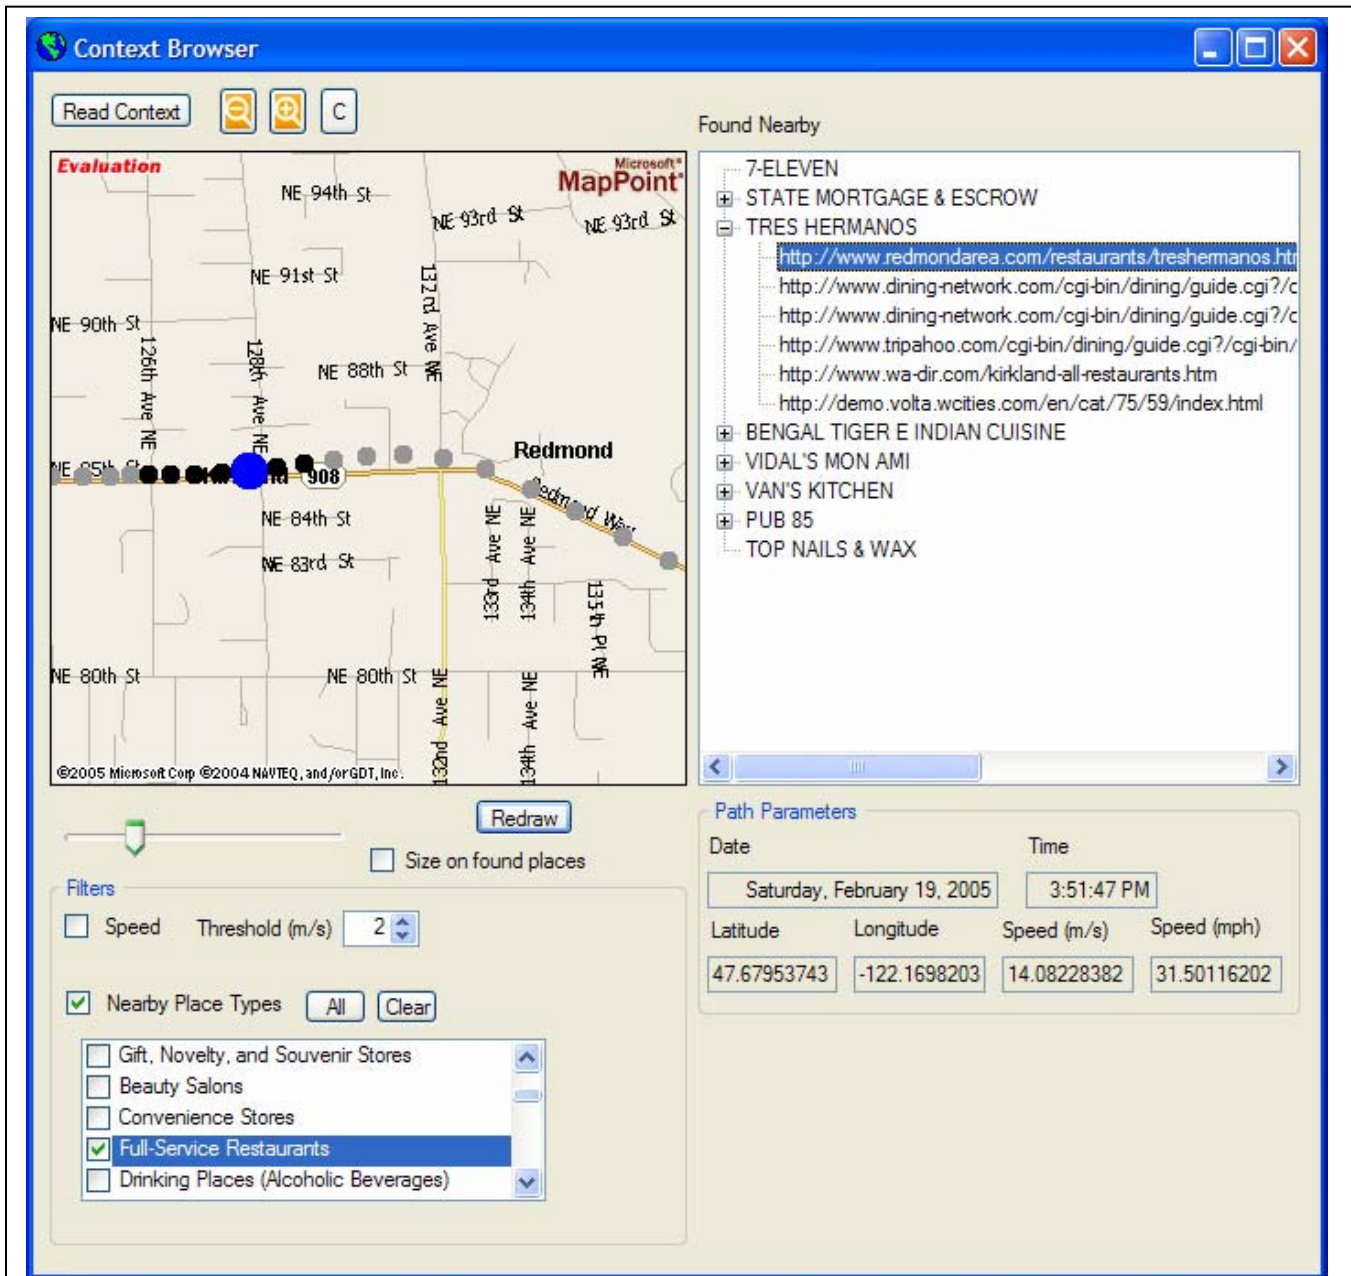 Context Browser
Read Context
C
Found Nearby
Evaluation
Microsoft®
MapPoint®
NE 94th St
NE 93rd St
NE 93rd St
NE 91st St
132nd Ave NE
NE 90th St
126th Ave NE
128th Ave NE
NE 88th St
Redmond
NE 85th St
908
Redmond Way
NE 84th St
NE 83rd St
133rd Ave NE
134th Ave NE
135th Pl NE
NE 80th St
NE 80th St
132nd Ave NE
134th Ave NE
©2005 Microsoft Corp ©2004 NAVTEQ, and/or GDT, Inc.
7-ELEVEN
STATE MORTGAGE & ESCROW
TRES HERMANOS
http://www.redmondarea.com/restaurants/treshermanos.htm
http://www.dining-network.com/cgi-bin/dining/guide.cgi?/c
http://www.dining-network.com/cgi-bin/dining/guide.cgi?/c
http://www.tripahoo.com/cgi-bin/dining/guide.cgi?/cgi-bin/
http://www.wa-dir.com/kirkland-all-restaurants.htm
http://demo.volta.wcities.com/en/cat/75/59/index.html
BENGAL TIGER E INDIAN CUISINE
VIDAL'S MON AMI
VAN'S KITCHEN
PUB 85
TOP NAILS & WAX
Redraw
Size on found places
Filters
Speed Threshold (m/s) 2
Nearby Place Types All Clear
Gift, Novelty, and Souvenir Stores
Beauty Salons
Convenience Stores
Full-Service Restaurants
Drinking Places (Alcoholic Beverages)
Path Parameters
Date Time
Saturday, February 19, 2005 3:51:47 PM
Latitude Longitude Speed (m/s) Speed (mph)
47.67953743 -122.1698203 14.08228382 31.50116202